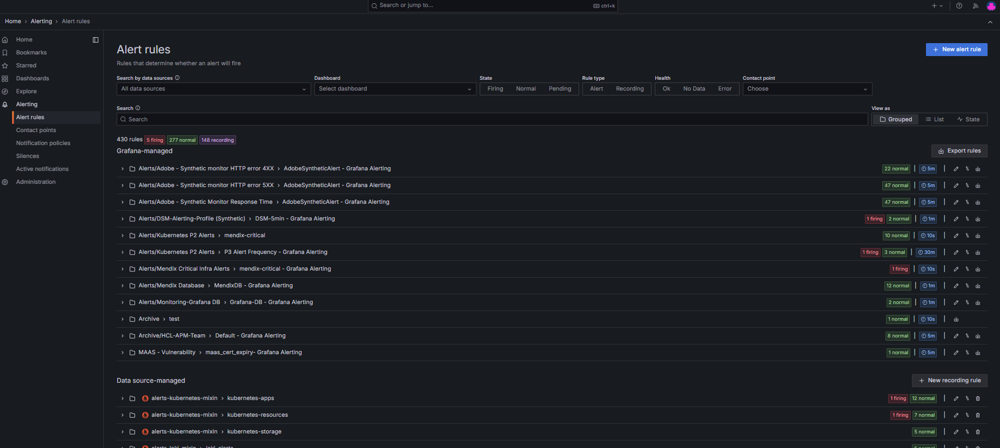 Search or jump to...
ctrl+k
Home › Alerting › Alert rules
Home
Bookmarks
Starred
Dashboards
Explore
Alerting
Alert rules
Contact points
Notification policies
Silences
Active notifications
Administration
Alert rules
New alert rule
Rules that determine whether an alert will fire
Search by data sources
All data sources
Dashboard
Select dashboard
State
Firing Normal Pending
Rule type
Alert Recording
Health
Ok No Data Error
Contact point
Choose
Search
Search
View as
Grouped List State
430 rules 5 firing 277 normal 148 recording
Grafana-managed
Export rules
Alerts/Adobe - Synthetic monitor HTTP error 4XX › AdobeSyntheticAlert - Grafana Alerting 22 normal 5m
Alerts/Adobe - Synthetic monitor HTTP error 5XX › AdobeSyntheticAlert - Grafana Alerting 47 normal 5m
Alerts/Adobe - Synthetic Monitor Response Time › AdobeSyntheticAlert - Grafana Alerting 47 normal 5m
Alerts/DSM-Alerting-Profile (Synthetic) › DSM-5min - Grafana Alerting 1 firing 2 normal 1m
Alerts/Kubernetes P2 Alerts › mendix-critical 10 normal 10s
Alerts/Kubernetes P2 Alerts › P3 Alert Frequency - Grafana Alerting 1 firing 3 normal 30m
Alerts/Mendix Critical Infra Alerts › mendix-critical - Grafana Alerting 1 firing 10s
Alerts/Mendix Database › MendixDB - Grafana Alerting 12 normal 1m
Alerts/Monitoring-Grafana DB › Grafana-DB - Grafana Alerting 2 normal 1m
Archive › test 1 normal 10s
Archive/HCL-APM-Team › Default - Grafana Alerting 8 normal 5m
MAAS - Vulnerability › maas_cert_expiry- Grafana Alerting 1 normal 5m
Data source-managed
New recording rule
alerts-kubernetes-mixin › kubernetes-apps 1 firing 12 normal
alerts-kubernetes-mixin › kubernetes-resources 1 firing 7 normal
alerts-kubernetes-mixin › kubernetes-storage 5 normal